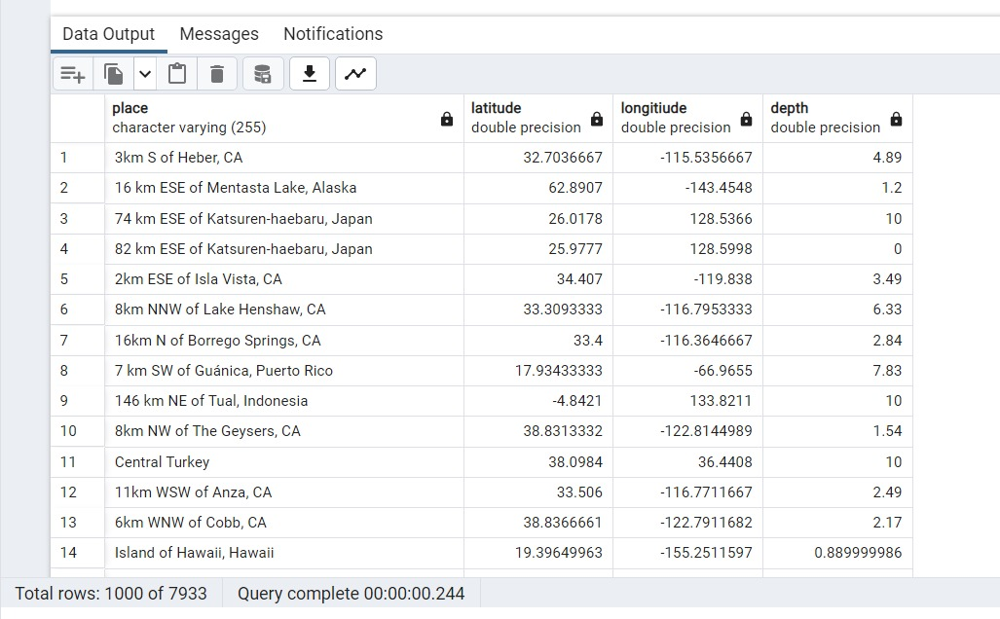 Data Output Messages Notifications
place latitude longitiude depth
character varying (255) double precision double precision double precision
1 3km S of Heber, CA 32.7036667 -115.5356667 4.89
2 16 km ESE of Mentasta Lake, Alaska 62.8907 -143.4548 1.2
3 74 km ESE of Katsuren-haebaru, Japan 26.0178 128.5366 10
4 82 km ESE of Katsuren-haebaru, Japan 25.9777 128.5998 0
5 2km ESE of Isla Vista, CA 34.407 -119.838 3.49
6 8km NNW of Lake Henshaw, CA 33.3093333 -116.7953333 6.33
7 16km N of Borrego Springs, CA 33.4 -116.3646667 2.84
8 7 km SW of Guánica, Puerto Rico 17.93433333 -66.9655 7.83
9 146 km NE of Tual, Indonesia -4.8421 133.8211 10
10 8km NW of The Geysers, CA 38.8313332 -122.8144989 1.54
11 Central Turkey 38.0984 36.4408 10
12 11km WSW of Anza, CA 33.506 -116.7711667 2.49
13 6km WNW of Cobb, CA 38.8366661 -122.7911682 2.17
14 Island of Hawaii, Hawaii 19.39649963 -155.2511597 0.889999986
Total rows: 1000 of 7933 Query complete 00:00:00.244